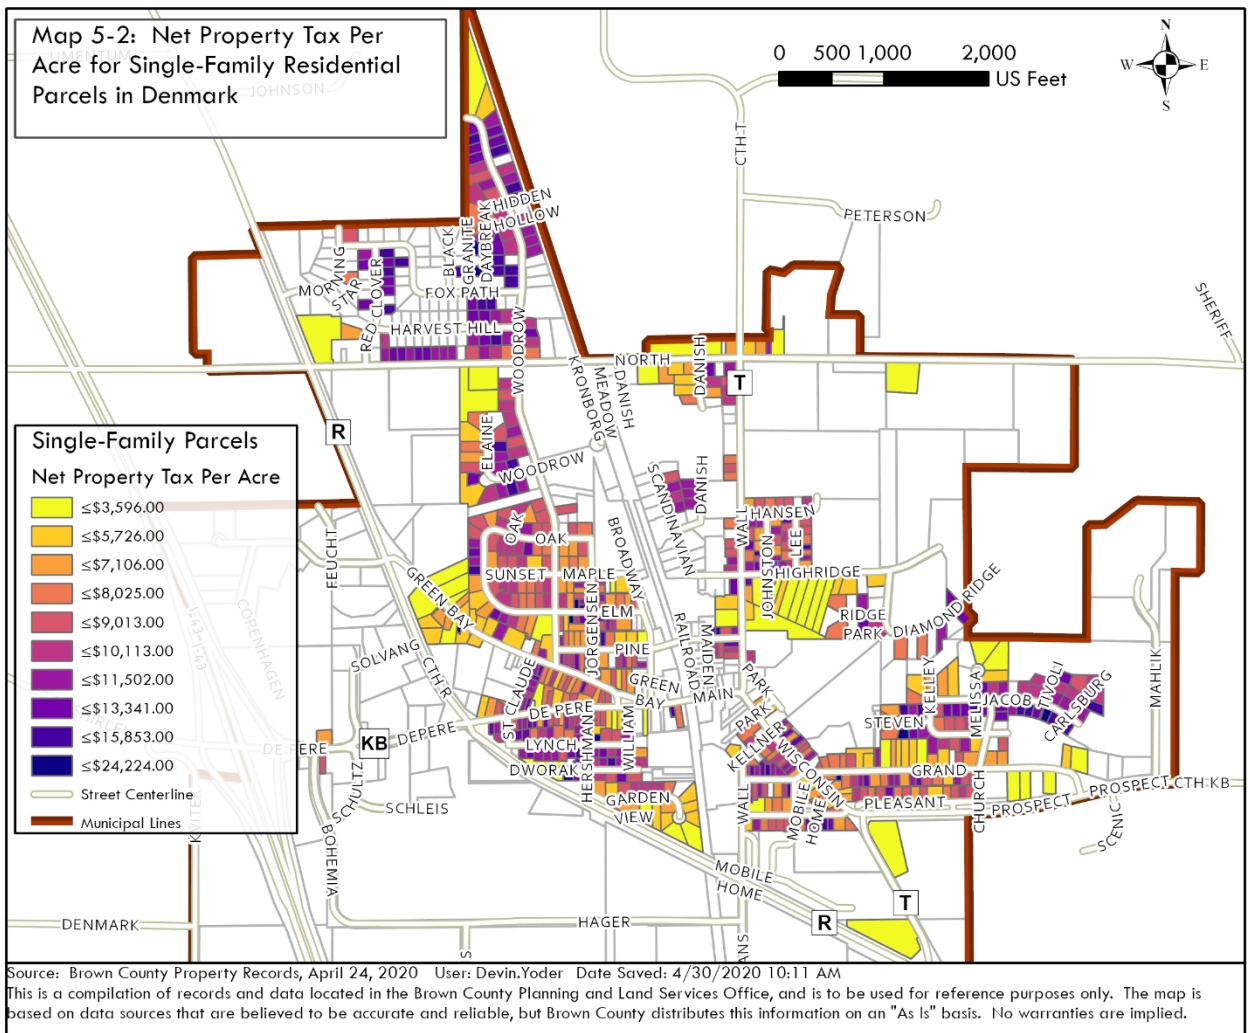 Map 5-2: Net Property Tax Per
Acre for Single-Family Residential
Parcels in Denmark
JOHNSON
0 500 1,000 2,000
US Feet
N
W E
S
CTH T
PETERSON
SHERIFF
HIDDEN
HOLLOW
BLACK
GRANITE
DAYBREAK
MORNING
STAR
RED
CLOVER
FOX PATH
HARVEST HILL
WOODROW
NORTH
DANISH
T
KRONBORG
MEADOW
DANISH
R
ELAINE
WOODROW
SCANDINAVIAN
DANISH
Single-Family Parcels
Net Property Tax Per Acre
≤$3,596.00
≤$5,726.00
≤$7,106.00
≤$8,025.00
≤$9,013.00
≤$10,113.00
≤$11,502.00
≤$13,341.00
≤$15,853.00
≤$24,224.00
Street Centerline
Municipal Lines
OAK
OAK
BROADWAY
WALL
HANSEN
LEE
JOHNSTON
HIGHRIDGE
FEUCHT
SUNSET
MAPLE
GREEN BAY
ELM
JORGENSEN
PINE
RAILROAD
MAIDEN
RIDGE
PARK
DIAMOND RIDGE
I-43-I-43
COPENHAGEN
SOLVANG
CTH R
ST CLAUDE
GREEN
BAY
MAIN
PARK
PARK
KELLEY
MELISSA
JACOB
TIVOLI
CARLSBURG
MAHLIK
SHIRLEY
DE PERE
KB
DEPERE
DE PERE
STEVEN
LYNCH
HERSHMAN
WILLIAM
KELLNER
WISCONSIN
DWORAK
GRAND
GARDEN
VIEW
WALL
MOBILE
HOME
PLEASANT
CHURCH
PROSPECT
PROSPECT
CTH KB
SCENIC
SCHULTZ
SCHLEIS
BOHEMIA
MOBILE
HOME
T
R
DENMARK
HAGER
S
ANS
Source: Brown County Property Records, April 24, 2020 User: Devin.Yoder Date Saved: 4/30/2020 10:11 AM
This is a compilation of records and data located in the Brown County Planning and Land Services Office, and is to be used for reference purposes only. The map is
based on data sources that are believed to be accurate and reliable, but Brown County distributes this information on an "As Is" basis. No warranties are implied.